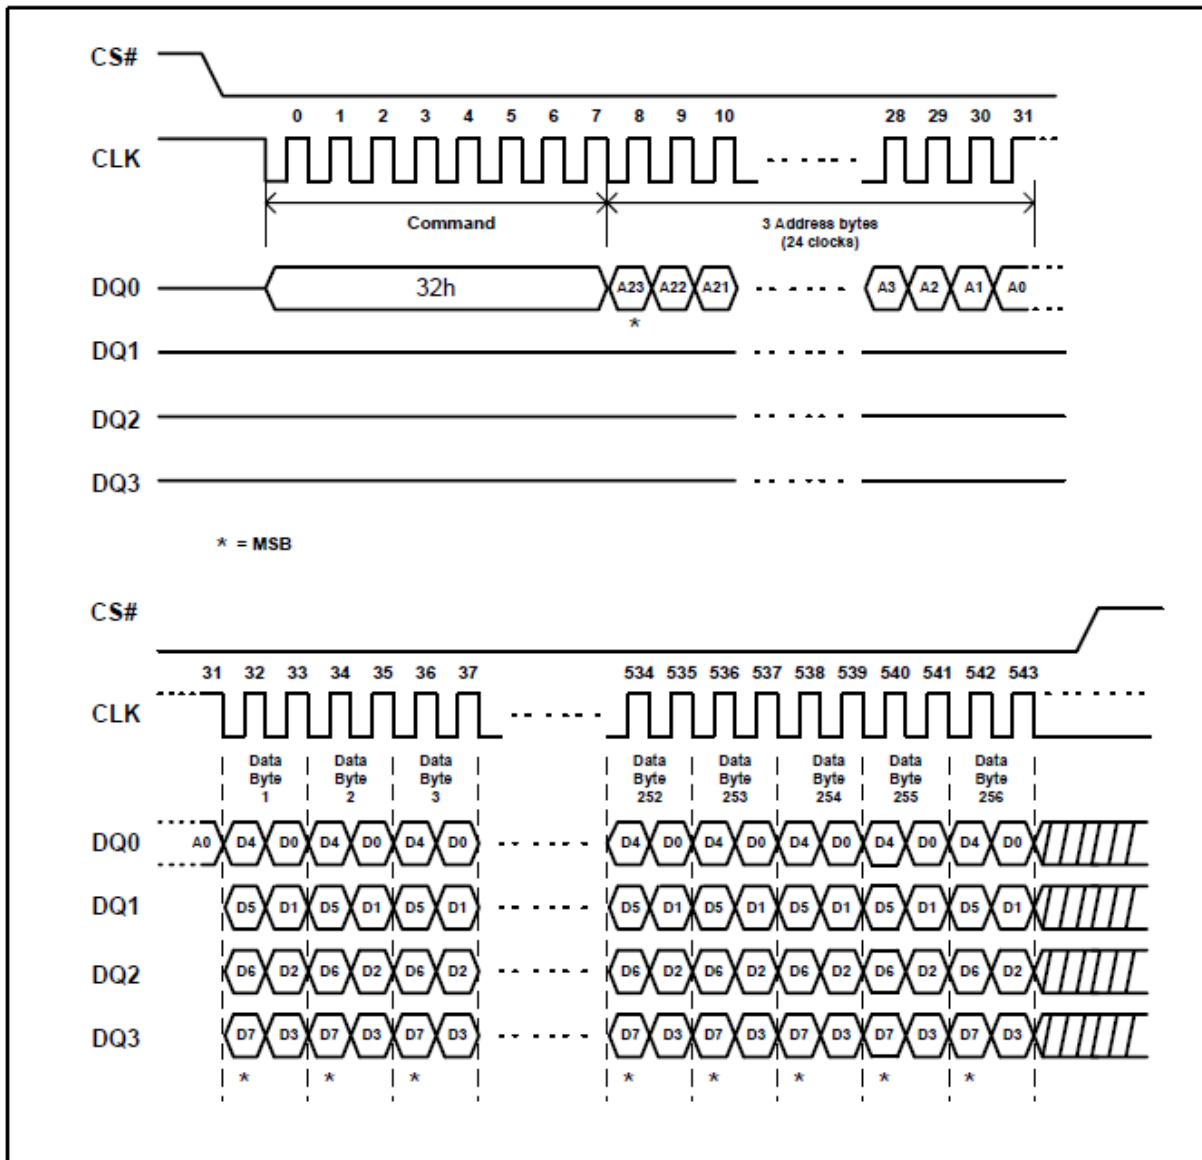 CS#
0 1 2 3 4 5 6 7 8 9 10 28 29 30 31
CLK
Command 3 Address bytes
(24 clocks)
DQ0 32h A23 A22 A21 A3 A2 A1 A0
*
DQ1
DQ2
DQ3
* = MSB
CS#
31 32 33 34 35 36 37 534 535 536 537 538 539 540 541 542 543
CLK
Data Data Data Data Data Data Data Data
Byte Byte Byte Byte Byte Byte Byte Byte
1 2 3 252 253 254 255 256
DQ0 A0 D4 D0 D4 D0 D4 D0 D4 D0 D4 D0 D4 D0 D4 D0 D4 D0
DQ1 D5 D1 D5 D1 D5 D1 D5 D1 D5 D1 D5 D1 D5 D1 D5 D1
DQ2 D6 D2 D6 D2 D6 D2 D6 D2 D6 D2 D6 D2 D6 D2 D6 D2
DQ3 D7 D3 D7 D3 D7 D3 D7 D3 D7 D3 D7 D3 D7 D3 D7 D3
* * * * * * * *